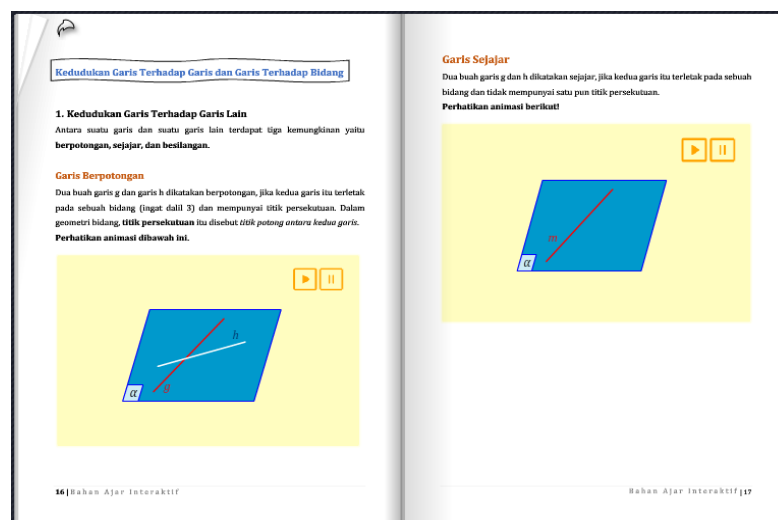 Kedudukan Garis Terhadap Garis dan Garis Terhadap Bidang
1. Kedudukan Garis Terhadap Garis Lain
Antara suatu garis dan suatu garis lain terdapat tiga kemungkinan yaitu
berpotongan, sejajar, dan besilangan.
Garis Berpotongan
Dua buah garis g dan garis h dikatakan berpotongan, jika kedua garis itu terletak
pada sebuah bidang (ingat dalil 3) dan mempunyai titik persekutuan. Dalam
geometri bidang, titik persekutuan itu disebut titik potong antara kedua garis.
Perhatikan animasi dibawah ini.
h
g
α
16 | Bahan Ajar Interaktif
Garis Sejajar
Dua buah garis g dan h dikatakan sejajar, jika kedua garis itu terletak pada sebuah
bidang dan tidak mempunyai satu pun titik persekutuan.
Perhatikan animasi berikut!
m
α
Bahan Ajar Interaktif | 17